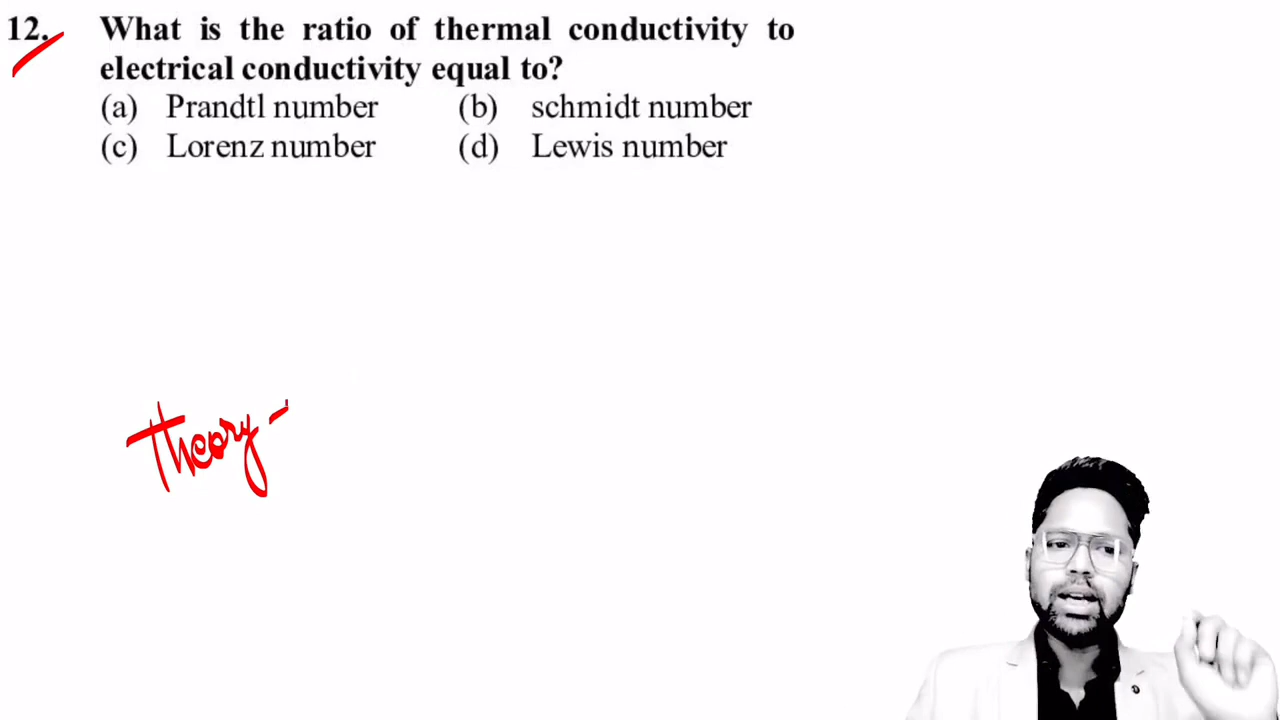 12. What is the ratio of thermal conductivity to
electrical conductivity equal to?
(a) Prandtl number (b) schmidt number
(c) Lorenz number (d) Lewis number
Theory -